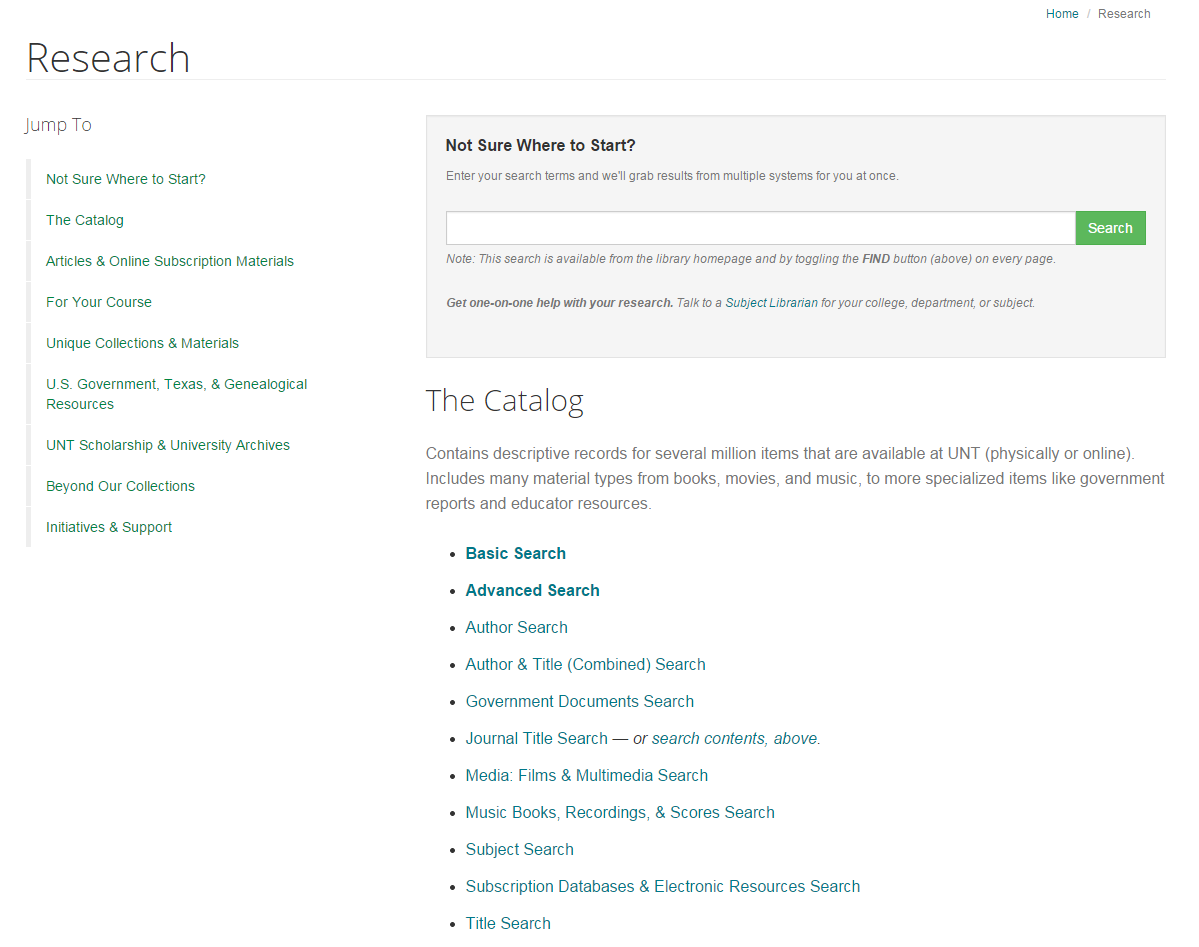 Home / Research
Research
Jump To
Not Sure Where to Start?
The Catalog
Articles & Online Subscription Materials
For Your Course
Unique Collections & Materials
U.S. Government, Texas, & Genealogical
Resources
UNT Scholarship & University Archives
Beyond Our Collections
Initiatives & Support
Not Sure Where to Start?
Enter your search terms and we'll grab results from multiple systems for you at once.
Search
Note: This search is available from the library homepage and by toggling the FIND button (above) on every page.
Get one-on-one help with your research. Talk to a Subject Librarian for your college, department, or subject.
The Catalog
Contains descriptive records for several million items that are available at UNT (physically or online).
Includes many material types from books, movies, and music, to more specialized items like government
reports and educator resources.
• Basic Search
• Advanced Search
• Author Search
• Author & Title (Combined) Search
• Government Documents Search
• Journal Title Search — or search contents, above.
• Media: Films & Multimedia Search
• Music Books, Recordings, & Scores Search
• Subject Search
• Subscription Databases & Electronic Resources Search
• Title Search